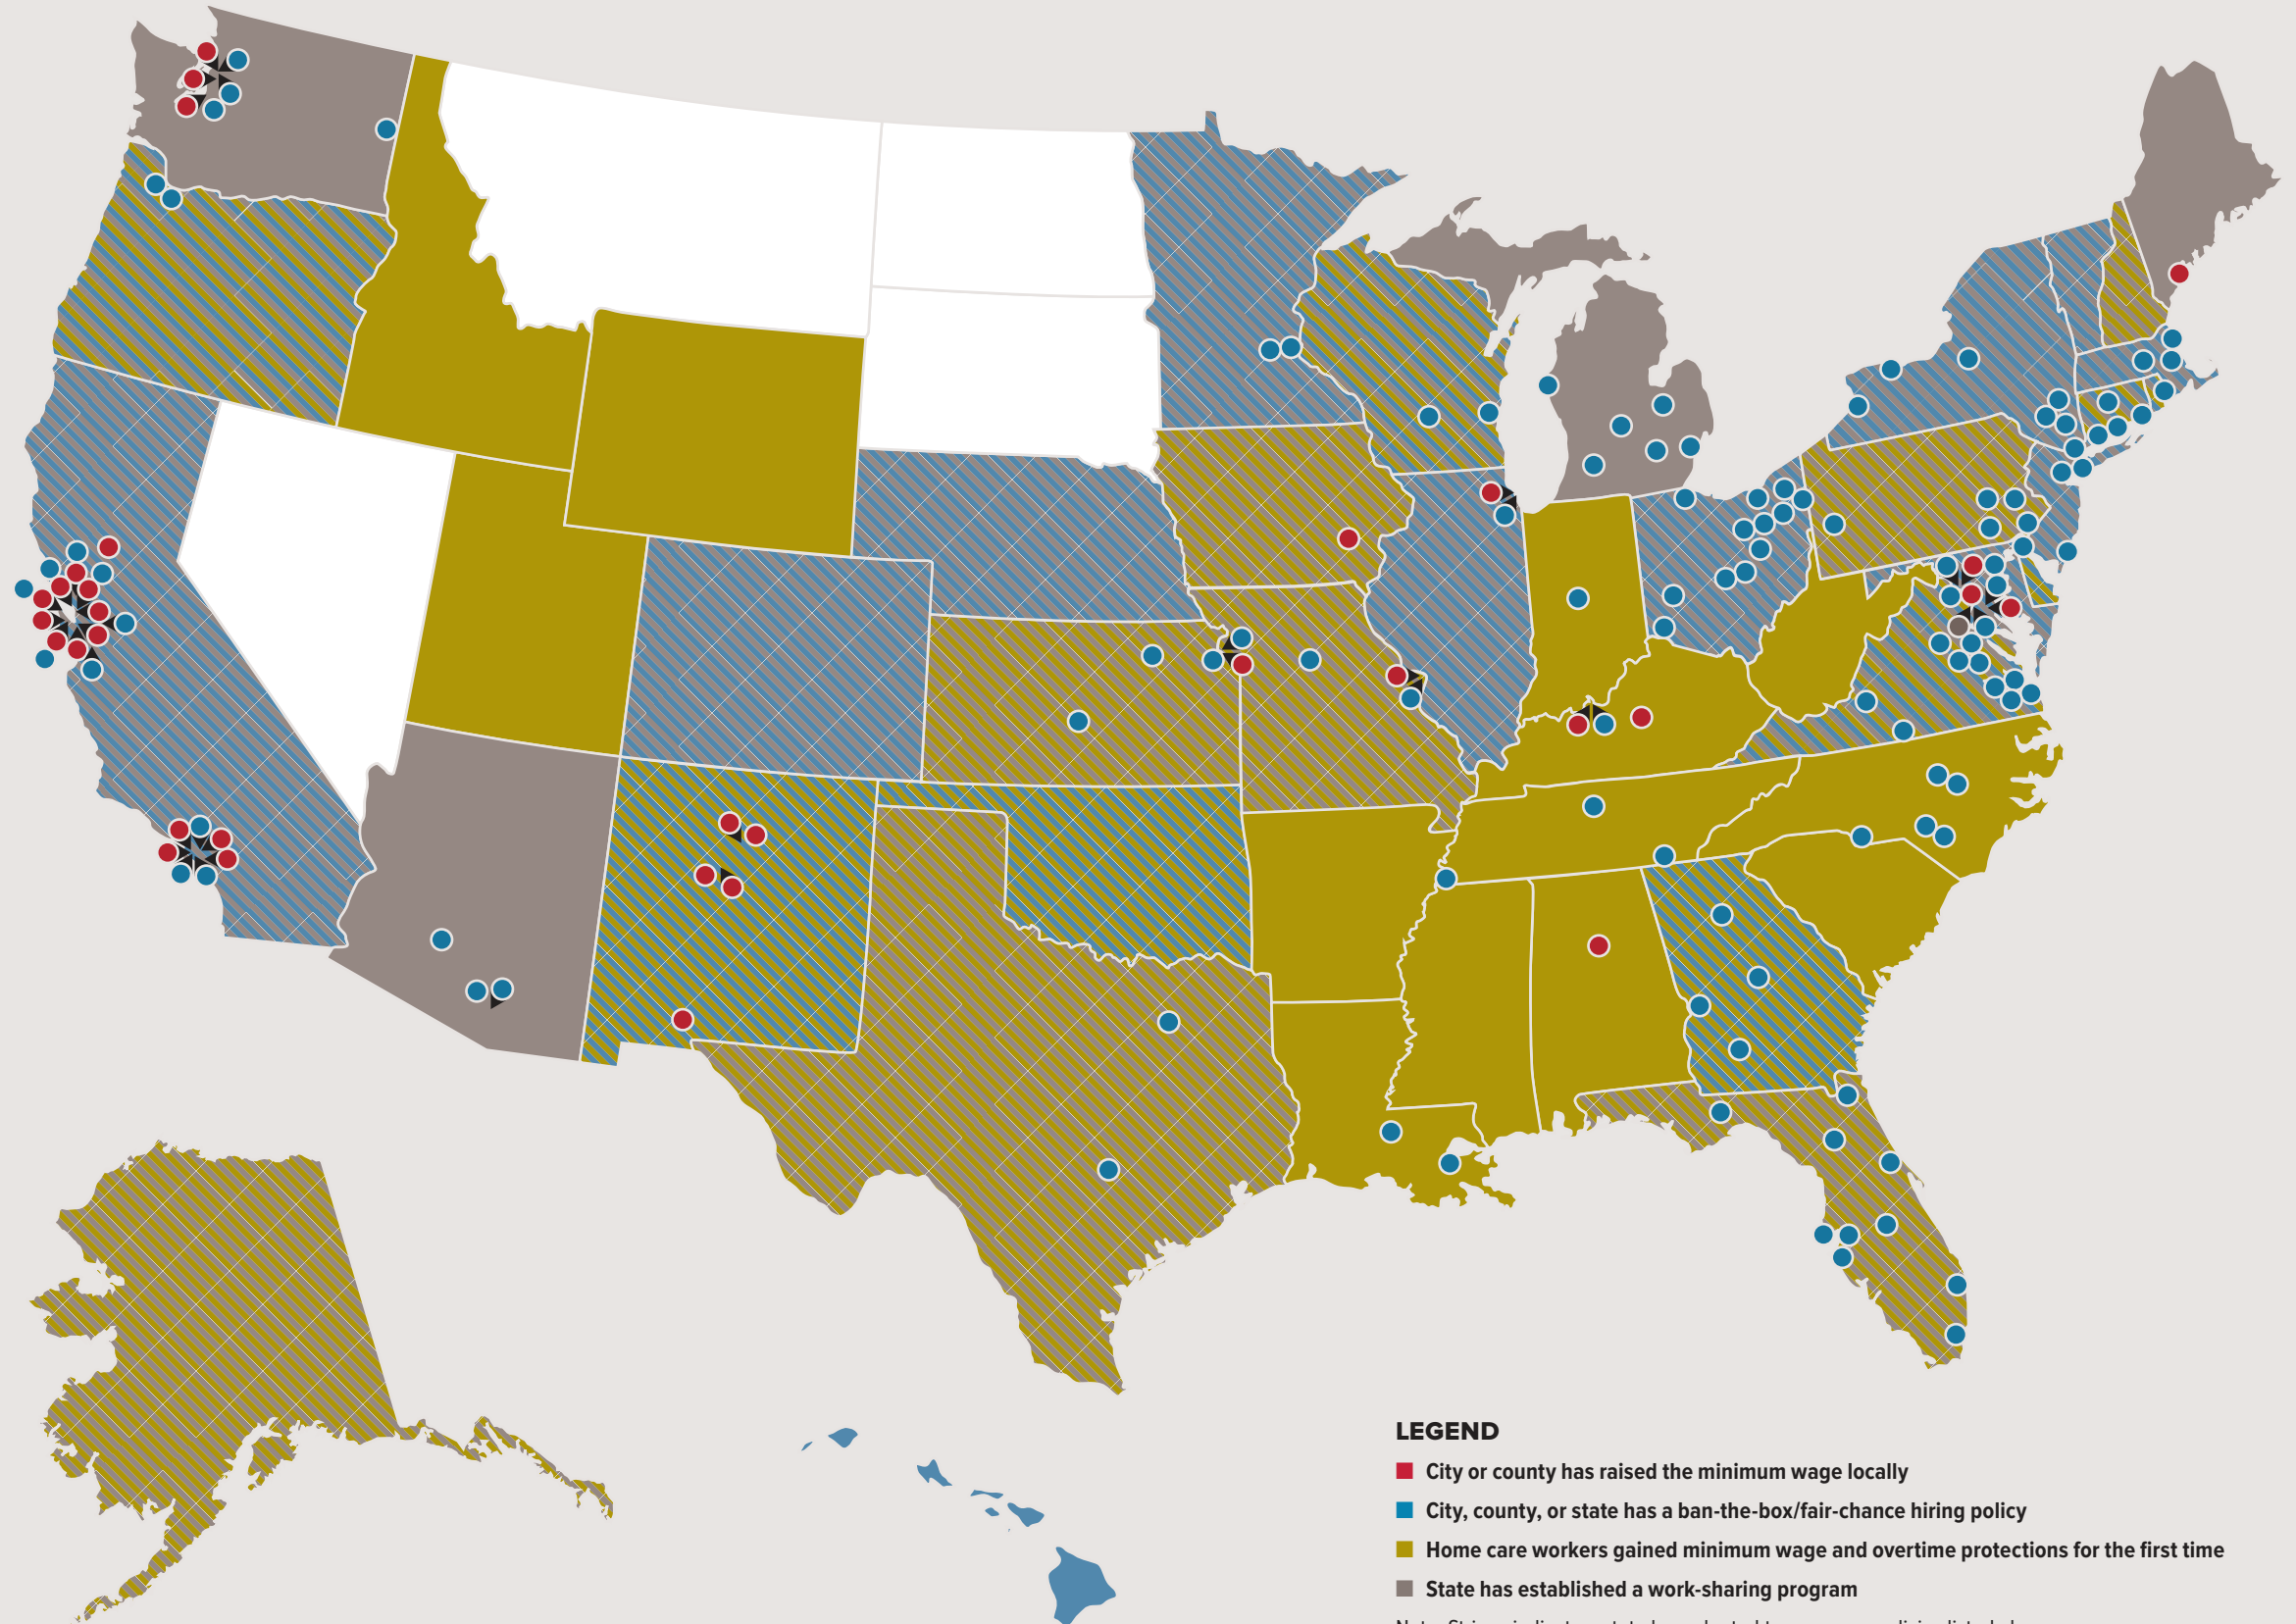 LEGEND
City or county has raised the minimum wage locally
City, county, or state has a ban-the-box/fair-chance hiring policy
Home care workers gained minimum wage and overtime protections for the first time
State has established a work-sharing program